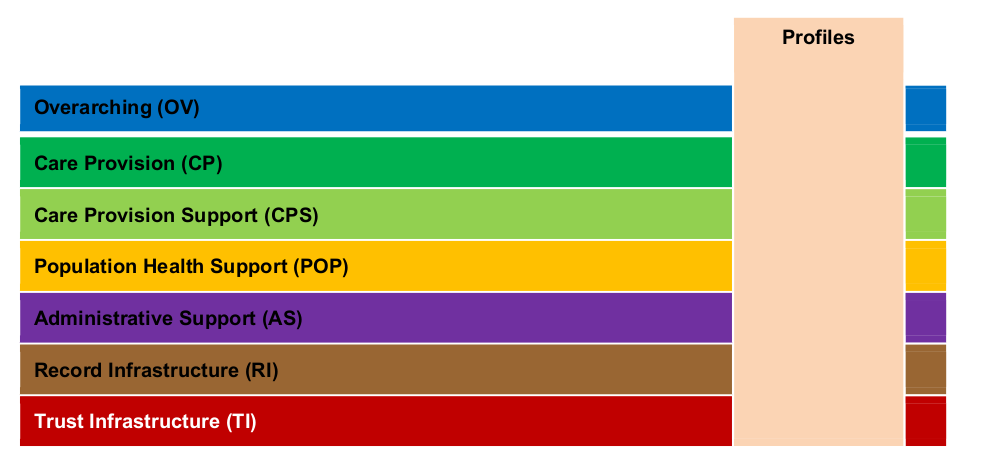 Profiles
Overarching (OV)
Care Provision (CP)
Care Provision Support (CPS)
Population Health Support (POP)
Administrative Support (AS)
Record Infrastructure (RI)
Trust Infrastructure (TI)